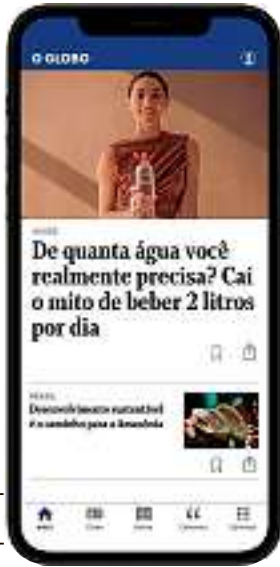 O GLOBO
De quanta água você
realmente precisa? Cai
o mito de beber 2 litros
por dia
BRASIL
Desenvolvimento sustentável
é o caminho para a Amazônia